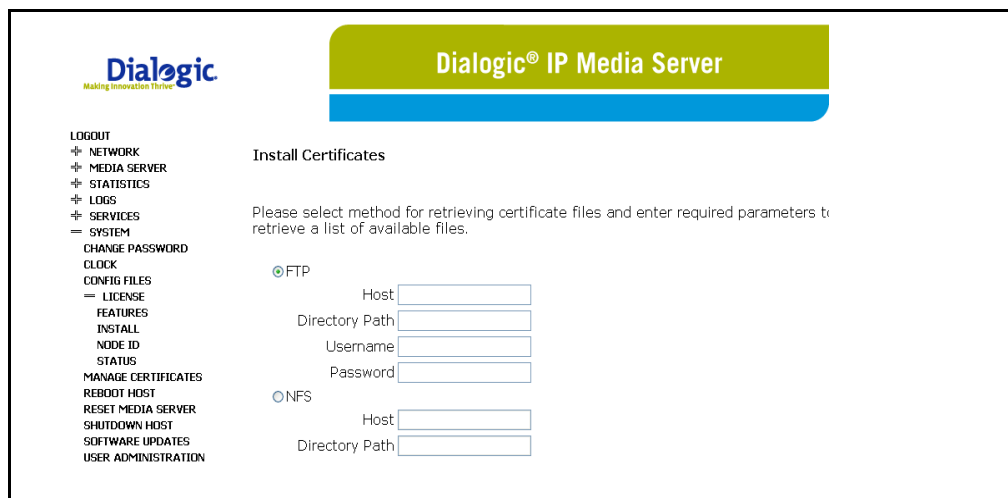 Dialogic.
Making Innovation Thrive™
Dialogic® IP Media Server
LOGOUT
NETWORK
MEDIA SERVER
STATISTICS
LOGS
SERVICES
SYSTEM
CHANGE PASSWORD
CLOCK
CONFIG FILES
LICENSE
FEATURES
INSTALL
NODE ID
STATUS
MANAGE CERTIFICATES
REBOOT HOST
RESET MEDIA SERVER
SHUTDOWN HOST
SOFTWARE UPDATES
USER ADMINISTRATION
Install Certificates
Please select method for retrieving certificate files and enter required parameters to
retrieve a list of available files.
FTP
Host
Directory Path
Username
Password
NFS
Host
Directory Path